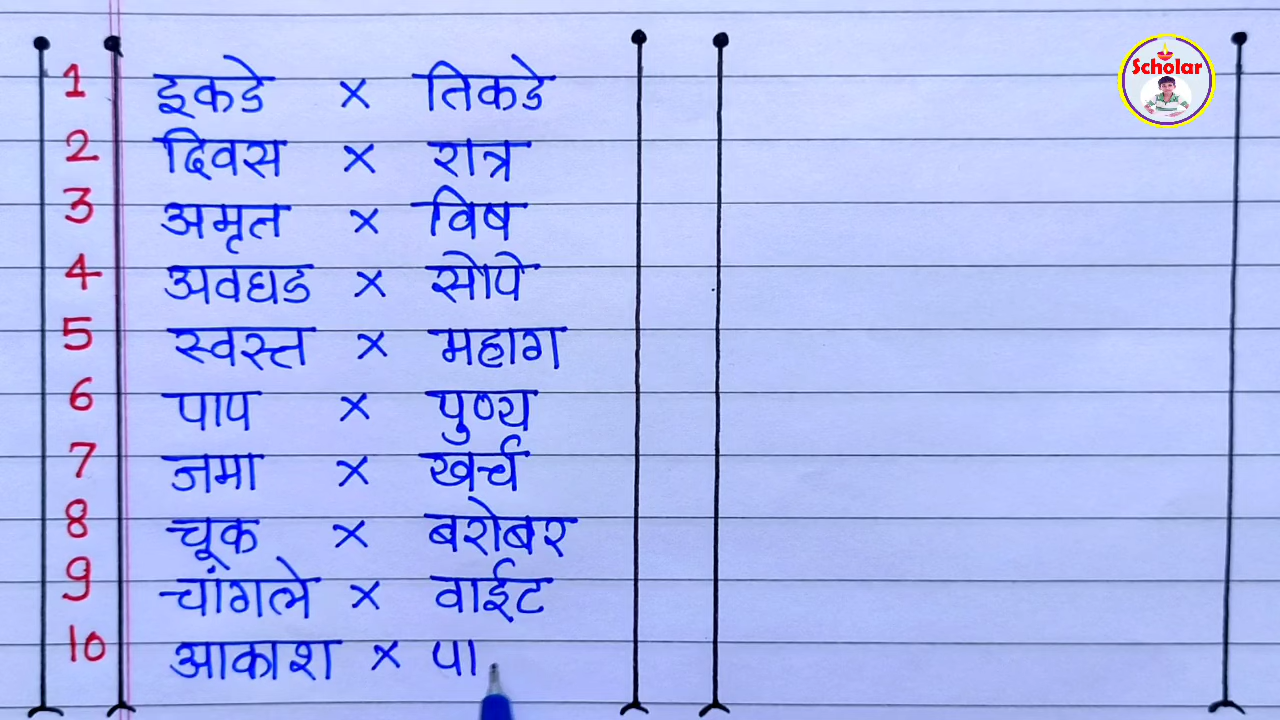 Scholar
1 इकडे × तिकडे
2 दिवस × रात्र
3 अमृत × विष
4 अवघड × सोपे
5 स्वस्त × महाग
6 पाप × पुण्य
7 जमा × खर्च
8 चूक × बरोबर
9 चांगले × वाईट
10 आकाश × पा